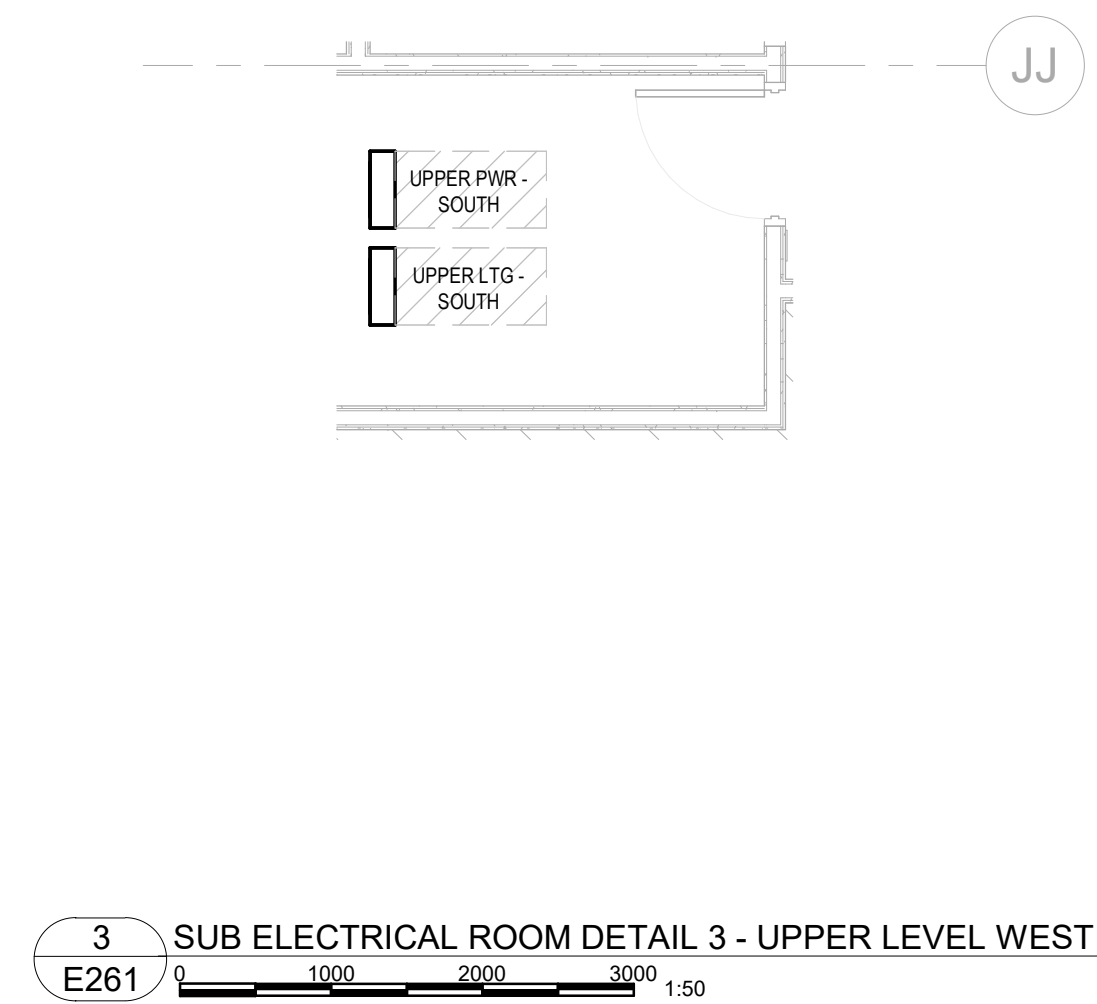 JJ
UPPER PWR -
SOUTH
UPPER LTG -
SOUTH
3
SUB ELECTRICAL ROOM DETAIL 3 - UPPER LEVEL WEST
E261
0 1000 2000 3000
1:50